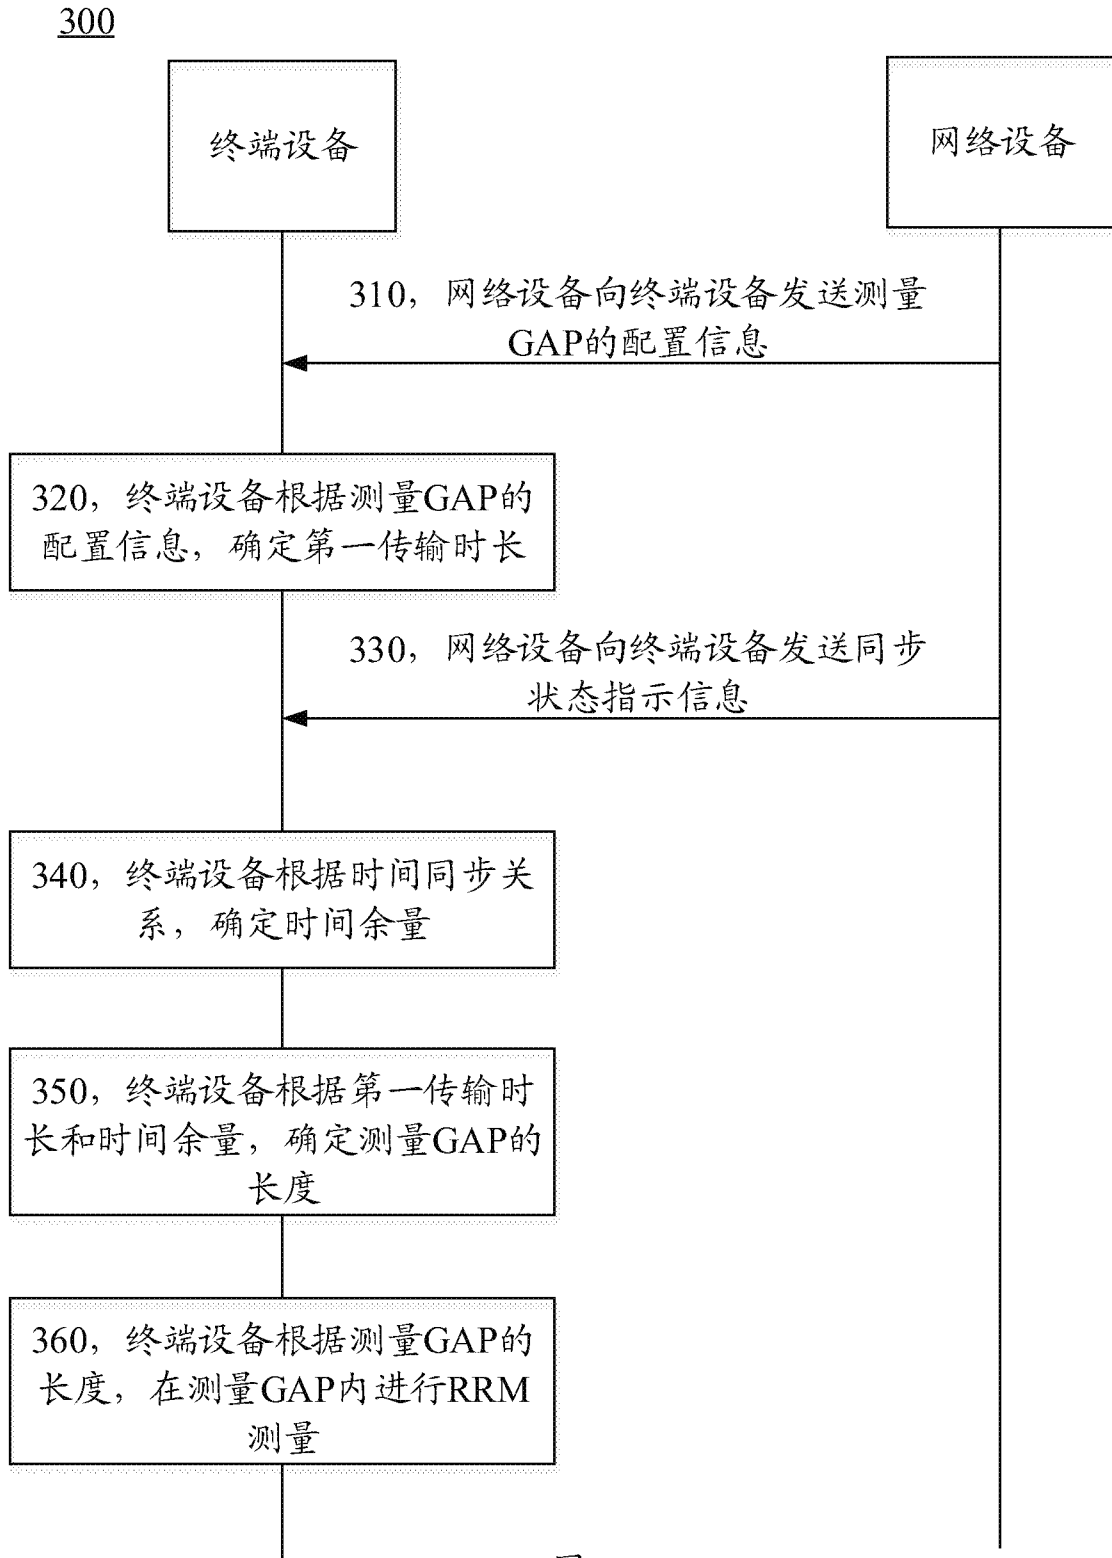 300
终端设备
网络设备
310，网络设备向终端设备发送测量
GAP的配置信息
320，终端设备根据测量GAP的
配置信息，确定第一传输时长
330，网络设备向终端设备发送同步
状态指示信息
340，终端设备根据时间同步关
系，确定时间余量
350，终端设备根据第一传输时
长和时间余量，确定测量GAP的
长度
360，终端设备根据测量GAP的
长度，在测量GAP内进行RRM
测量